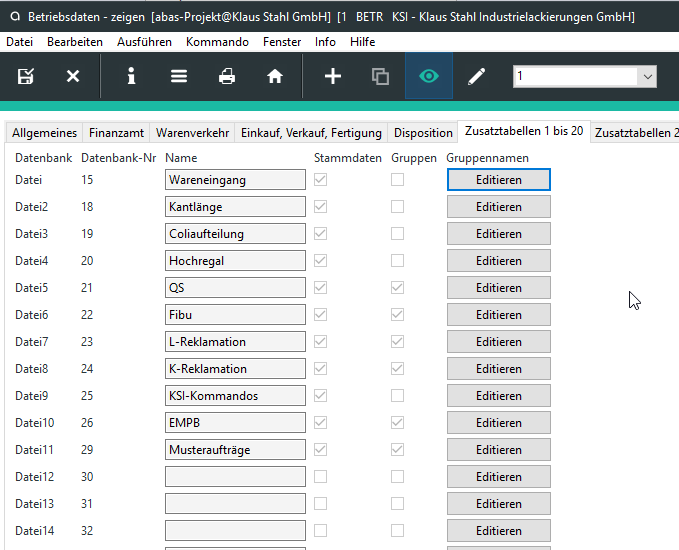 Betriebsdaten - zeigen [abas-Projekt@Klaus Stahl GmbH] [1 BETR KSI - Klaus Stahl Industrielackierungen GmbH]
Datei Bearbeiten Ausführen Kommando Fenster Info Hilfe
1
Allgemeines Finanzamt Warenverkehr Einkauf, Verkauf, Fertigung Disposition Zusatztabellen 1 bis 20 Zusatztabellen 2
Datenbank Datenbank-Nr Name Stammdaten Gruppen Gruppennamen
Datei 15 Wareneingang Editieren
Datei2 18 Kantlänge Editieren
Datei3 19 Coliaufteilung Editieren
Datei4 20 Hochregal Editieren
Datei5 21 QS Editieren
Datei6 22 Fibu Editieren
Datei7 23 L-Reklamation Editieren
Datei8 24 K-Reklamation Editieren
Datei9 25 KSI-Kommandos Editieren
Datei10 26 EMPB Editieren
Datei11 29 Musteraufträge Editieren
Datei12 30 Editieren
Datei13 31 Editieren
Datei14 32 Editieren